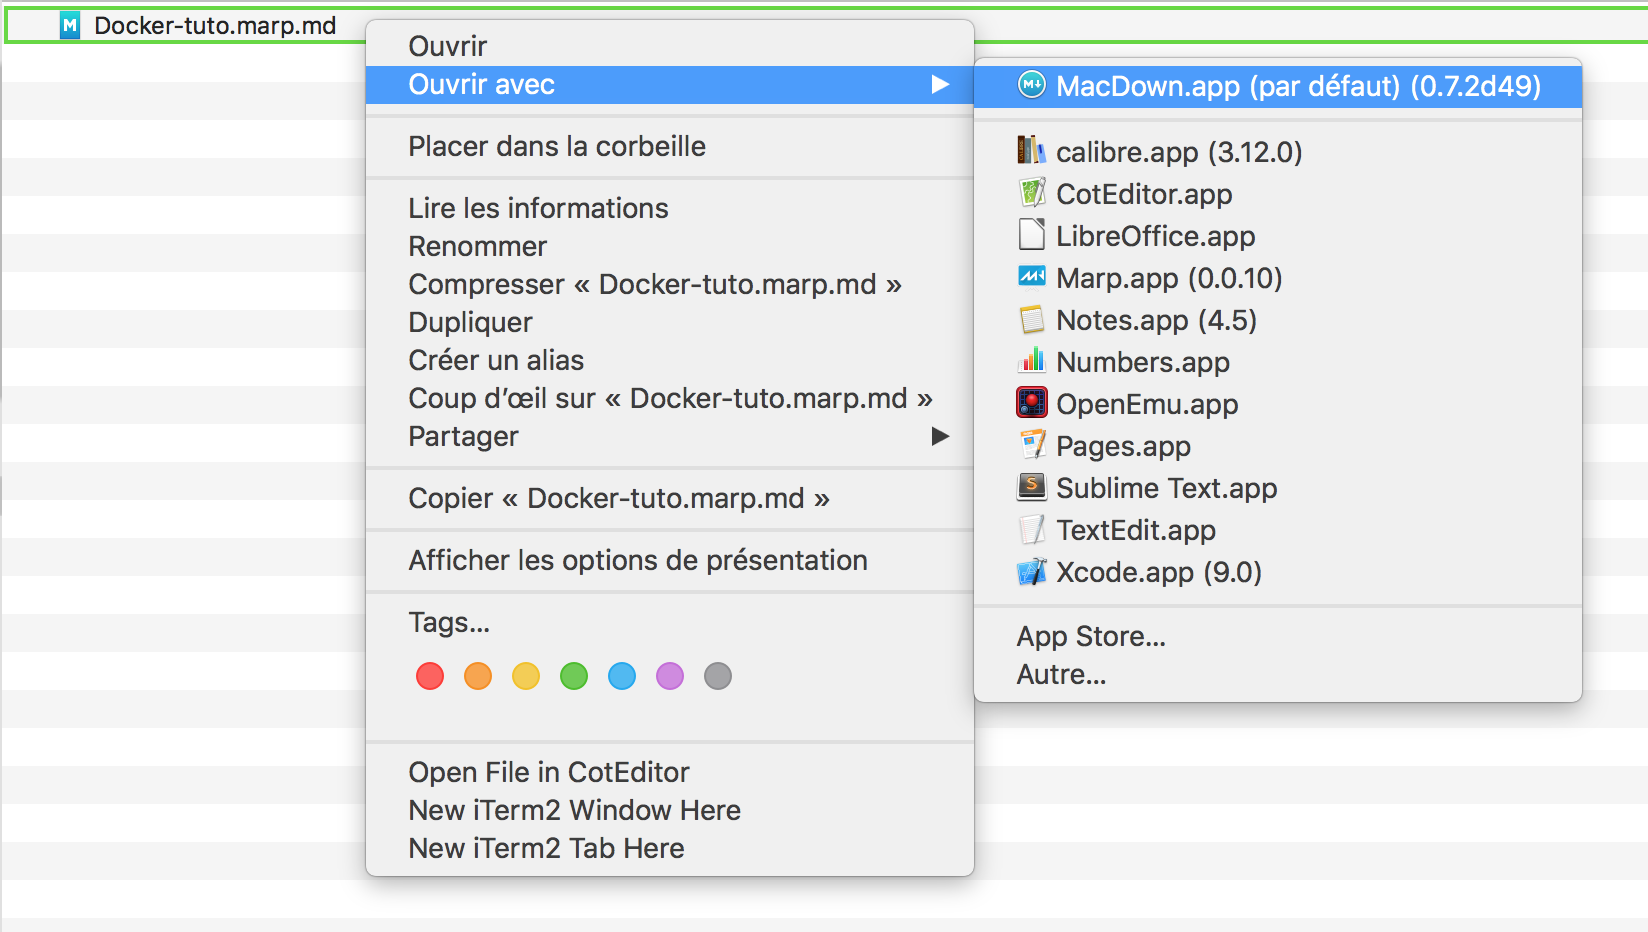 Docker-tuto.marp.md
Ouvrir
Ouvrir avec
Placer dans la corbeille
Lire les informations
Renommer
Compresser « Docker-tuto.marp.md »
Dupliquer
Créer un alias
Coup d’œil sur « Docker-tuto.marp.md »
Partager
Copier « Docker-tuto.marp.md »
Afficher les options de présentation
Tags...
Open File in CotEditor
New iTerm2 Window Here
New iTerm2 Tab Here
MacDown.app (par défaut) (0.7.2d49)
calibre.app (3.12.0)
CotEditor.app
LibreOffice.app
Marp.app (0.0.10)
Notes.app (4.5)
Numbers.app
OpenEmu.app
Pages.app
Sublime Text.app
TextEdit.app
Xcode.app (9.0)
App Store...
Autre...